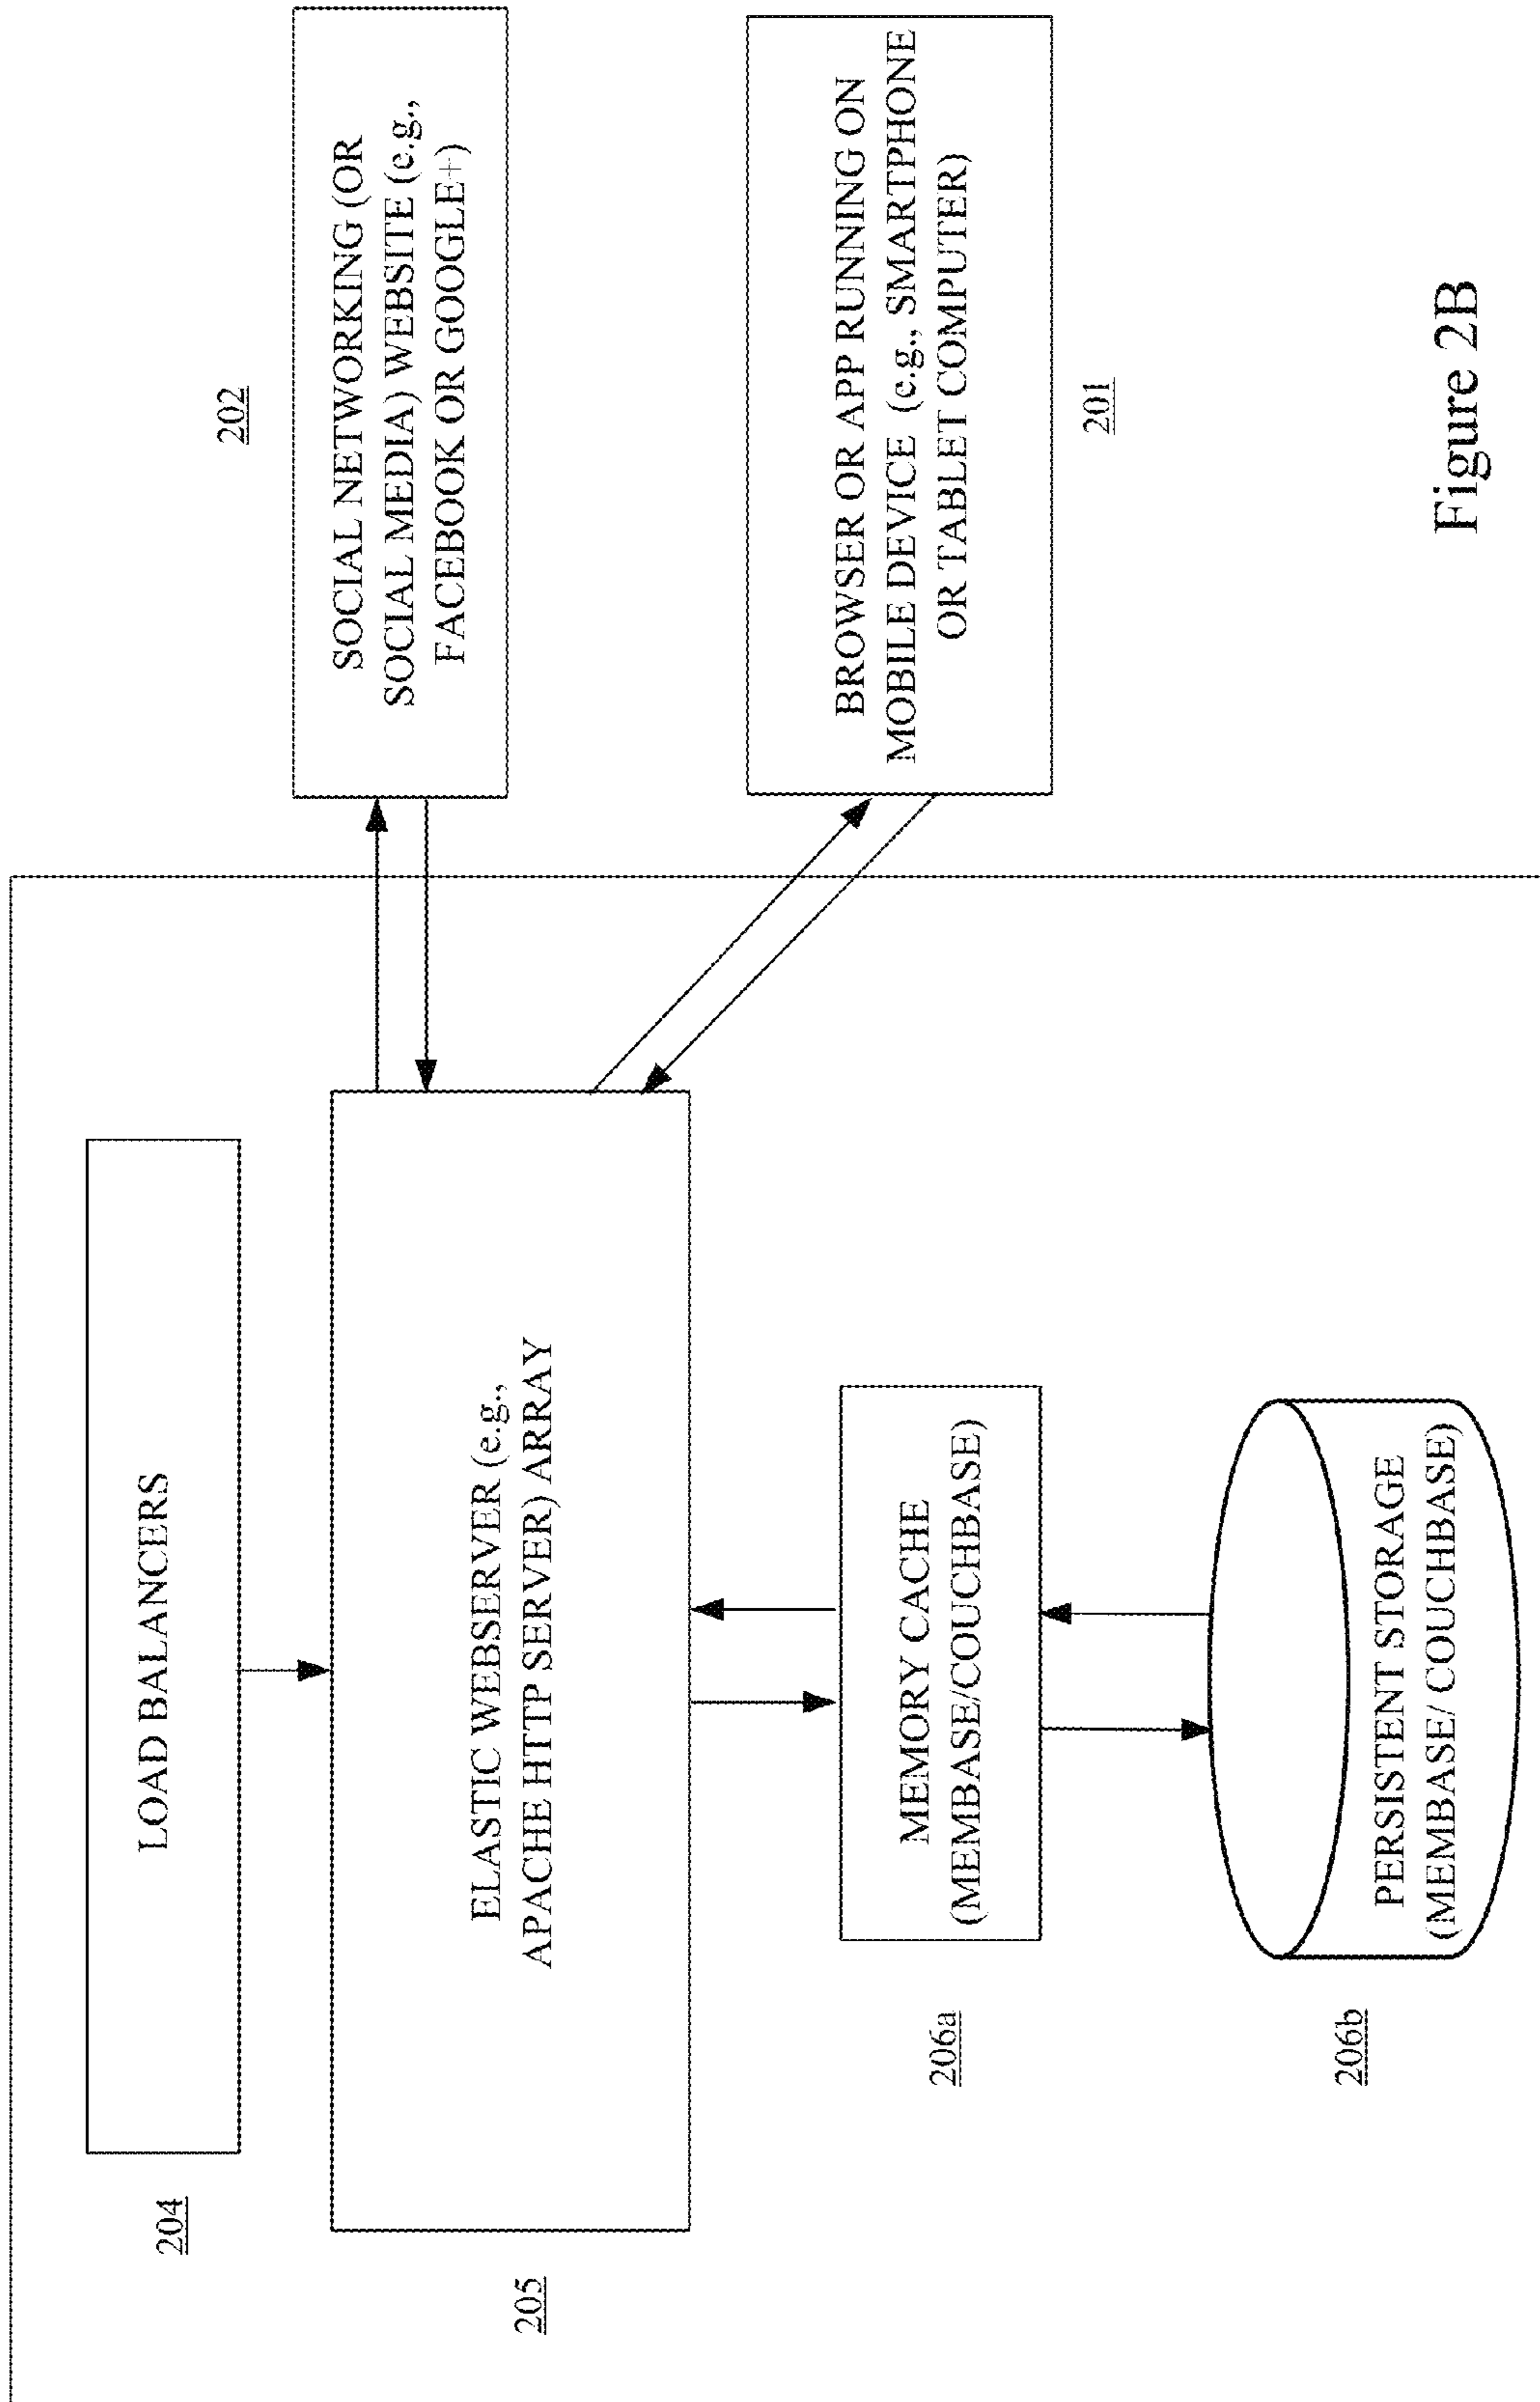 LOAD BALANCERS
204
202
SOCIAL NETWORKING (OR
SOCIAL MEDIA) WEBSITE (e.g.,
FACEBOOK OR GOOGLE+)
ELASTIC WEBSERVER (e.g.,
APACHE HTTP SERVER) ARRAY
205
BROWSER OR APP RUNNING ON
MOBILE DEVICE (e.g., SMARTPHONE
OR TABLET COMPUTER)
201
MEMORY CACHE
(MEMBASE/COUCHBASE)
206a
PERSISTENT STORAGE
(MEMBASE/ COUCHBASE)
206b
Figure 2B